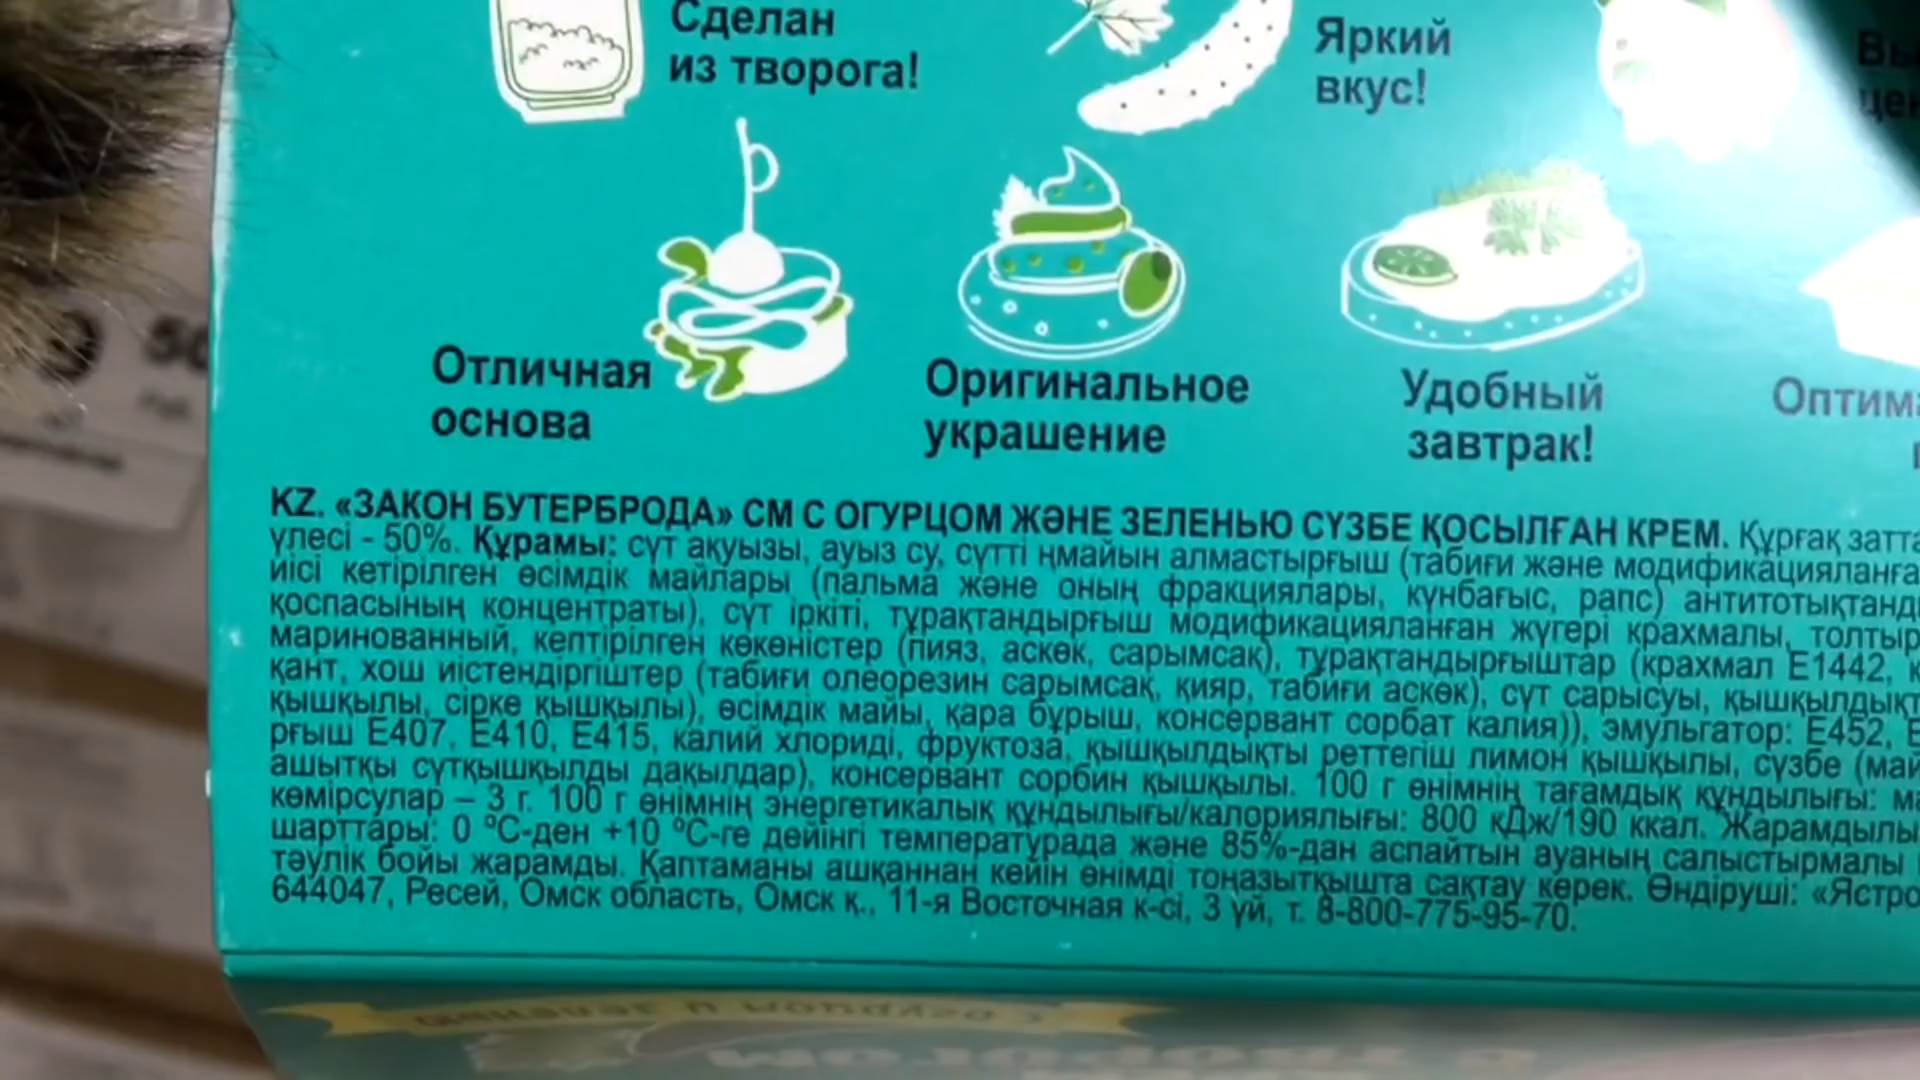 Сделан
из творога!
Яркий
вкус!
Отличная
основа
Оригинальное
украшение
Удобный
завтрак!
KZ. «ЗАКОН БУТЕРБРОДА» СМ С ОГУРЦОМ ЖӘНЕ ЗЕЛЕНЬЮ СҮЗБЕ ҚОСЫЛҒАН КРЕМ. Құрғақ
үлесі - 50%. Құрамы: сүт ақуызы, ауыз су, сүтті ңмайын алмастырғыш (табиғи және
иісі кетірілген өсімдік майлары (пальма және оның фракциялары, күнбағыс, рапс)
қоспасының концентраты), сүт іркіті, тұрақтандырғыш модификацияланған жүгері крахмалы,
маринованный, кептірілген көкөністер (пияз, аскөк, сарымсақ), тұрақтандырғыштар (крахмал Е1442,
қант, хош иістендіргіштер (табиғи олеорезин сарымсақ, қияр, табиғи аскөк), сүт сарысуы,
қышқылы, сірке қышқылы), өсімдік майы, қара бұрыш, консервант сорбат калия)), эмульгатор: Е452,
рғыш Е407, Е410, Е415, калий хлориді, фруктоза, қышқылдықты реттегіш лимон қышқылы, сүзбе
ашытқы сүтқышқылды дақылдар), консервант сорбин қышқылы. 100 г өнімнің тағамдық құндылығы:
көмірсулар – 3 г. 100 г өнімнің энергетикалық құндылығы/калориялығы: 800 кДж/190 ккал.
шарттары: 0 °С-ден +10 °С-ге дейінгі температурада және 85%-дан аспайтын ауаның салыстырмалы
тәулік бойы жарамды. Қаптаманы ашқаннан кейін өнімді тоңазытқышта сақтау керек. Өндіруші:
644047, Ресей, Омск область, Омск қ., 11-я Восточная к-сі, 3 үй, т. 8-800-775-95-70.